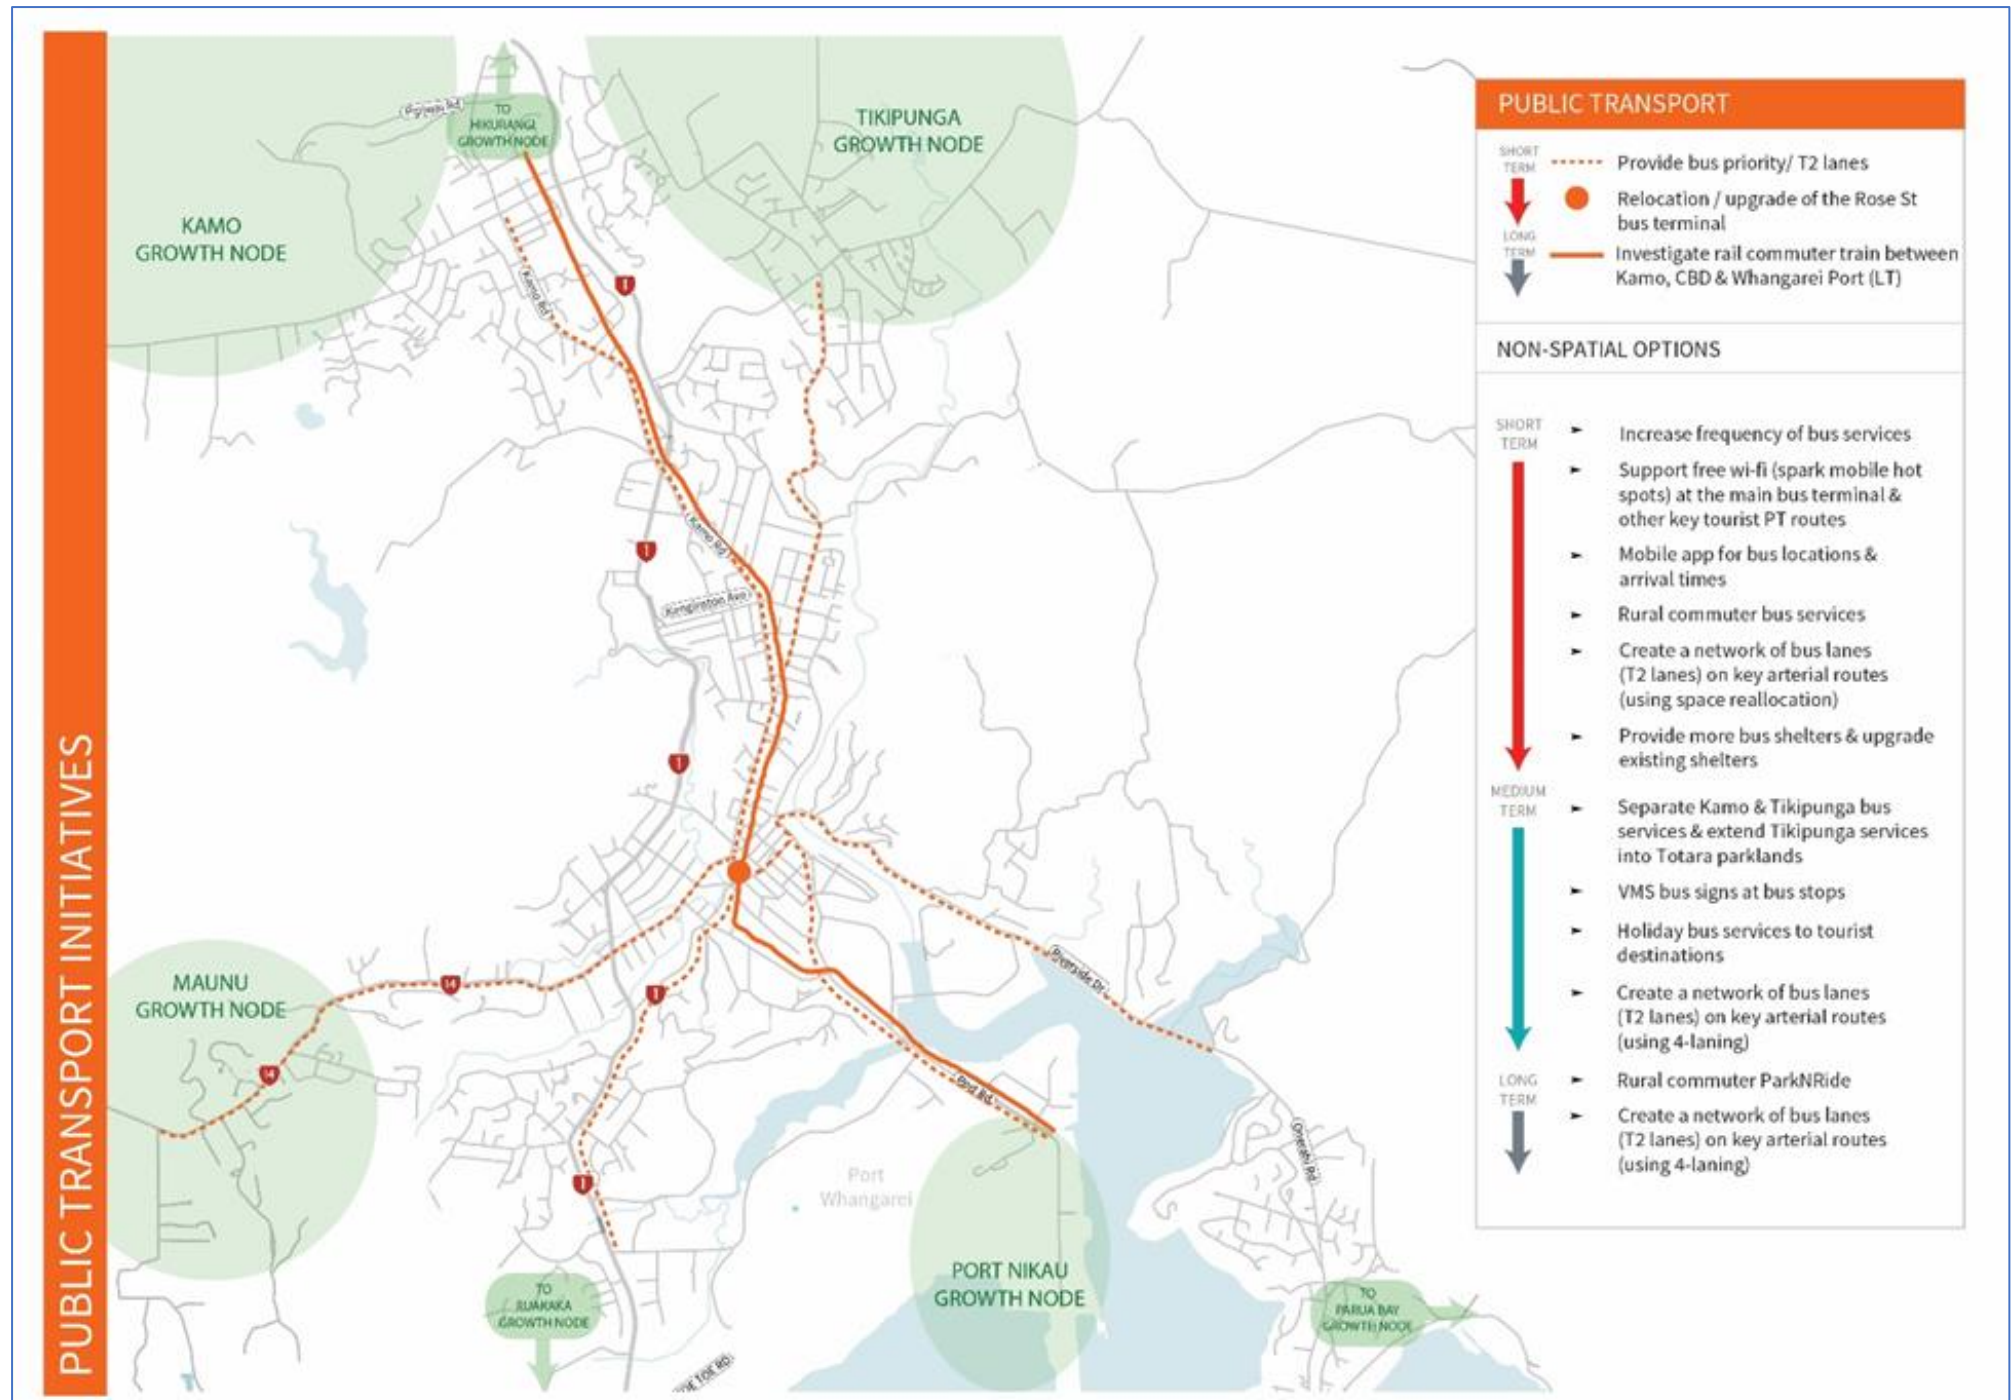 PUBLIC TRANSPORT INITIATIVES
TO
HIKURANGI
GROWTH NODE
TIKIPUNGA
GROWTH NODE
KAMO
GROWTH NODE
Kamo Rd
1
1
Kamo Rd
Kensington Ave
1
MAUNU
GROWTH NODE
14
14
1
Riverside Dr
Port Rd
1
Onerahi Rd
Port
Whangarei
PORT NIKAU
GROWTH NODE
TO
RUAKAKA
GROWTH NODE
TO
PARUA BAY
GROWTH NODE
TOE TOE RD
PUBLIC TRANSPORT
SHORT
TERM
Provide bus priority/ T2 lanes
Relocation / upgrade of the Rose St
bus terminal
LONG
TERM
Investigate rail commuter train between
Kamo, CBD & Whangarei Port (LT)
NON-SPATIAL OPTIONS
SHORT
TERM
► Increase frequency of bus services
► Support free wi-fi (spark mobile hot
spots) at the main bus terminal &
other key tourist PT routes
► Mobile app for bus locations &
arrival times
► Rural commuter bus services
► Create a network of bus lanes
(T2 lanes) on key arterial routes
(using space reallocation)
► Provide more bus shelters & upgrade
existing shelters
MEDIUM
TERM
► Separate Kamo & Tikipunga bus
services & extend Tikipunga services
into Totara parklands
► VMS bus signs at bus stops
► Holiday bus services to tourist
destinations
► Create a network of bus lanes
(T2 lanes) on key arterial routes
(using 4-laning)
LONG
TERM
► Rural commuter ParkNRide
► Create a network of bus lanes
(T2 lanes) on key arterial routes
(using 4-laning)